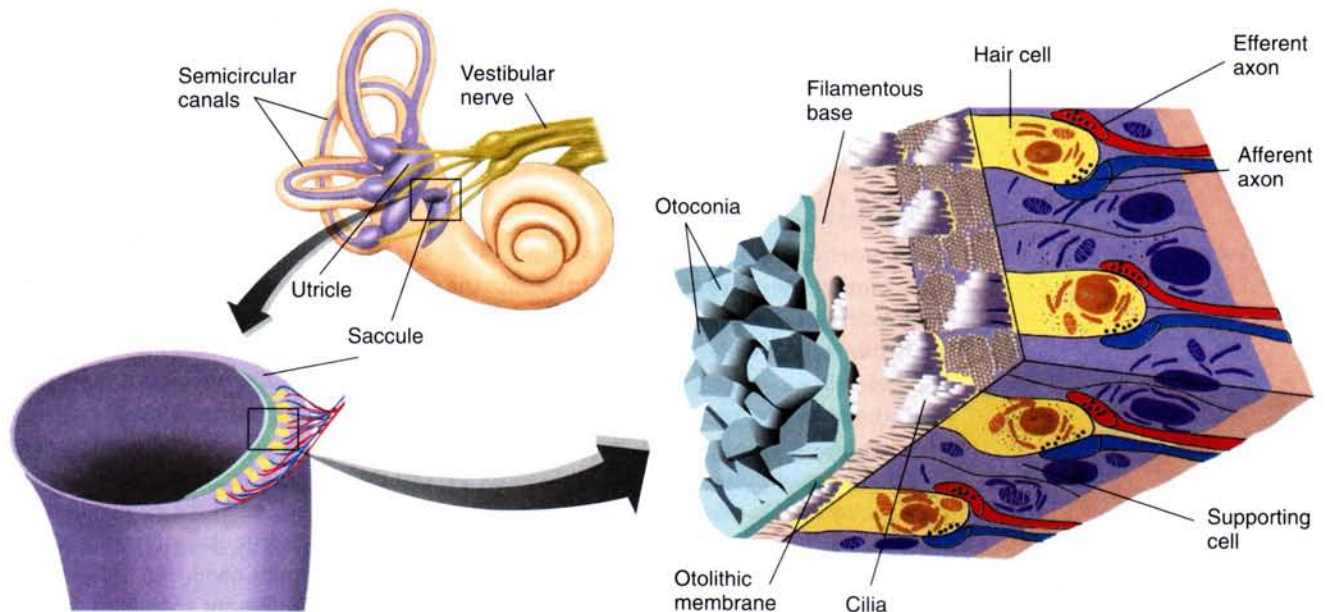 Semicircular
canals
Vestibular
nerve
Utricle
Saccule
Hair cell
Efferent
axon
Filamentous
base
Afferent
axon
Otoconia
Supporting
cell
Otolithic
membrane
Cilia